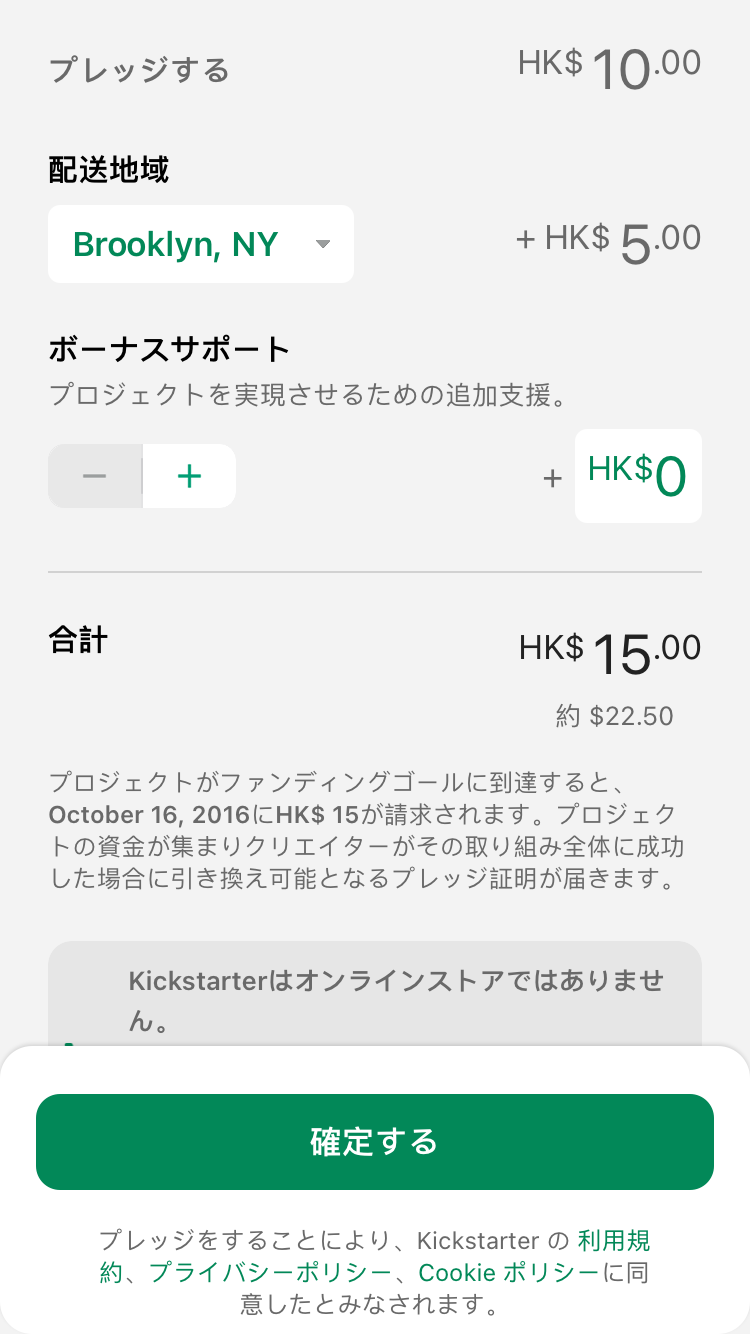 プレッジする HK$ 10.00
配送地域
Brooklyn, NY + HK$ 5.00
ボーナスサポート
プロジェクトを実現させるための追加支援。
− + + HK$0
合計 HK$ 15.00
約 $22.50
プロジェクトがファンディングゴールに到達すると、
October 16, 2016にHK$ 15が請求されます。プロジェク
トの資金が集まりクリエイターがその取り組み全体に成功
した場合に引き換え可能となるプレッジ証明が届きます。
Kickstarterはオンラインストアではありませ
ん。
確定する
プレッジをすることにより、Kickstarter の 利用規
約、プライバシーポリシー、Cookie ポリシーに同
意したとみなされます。